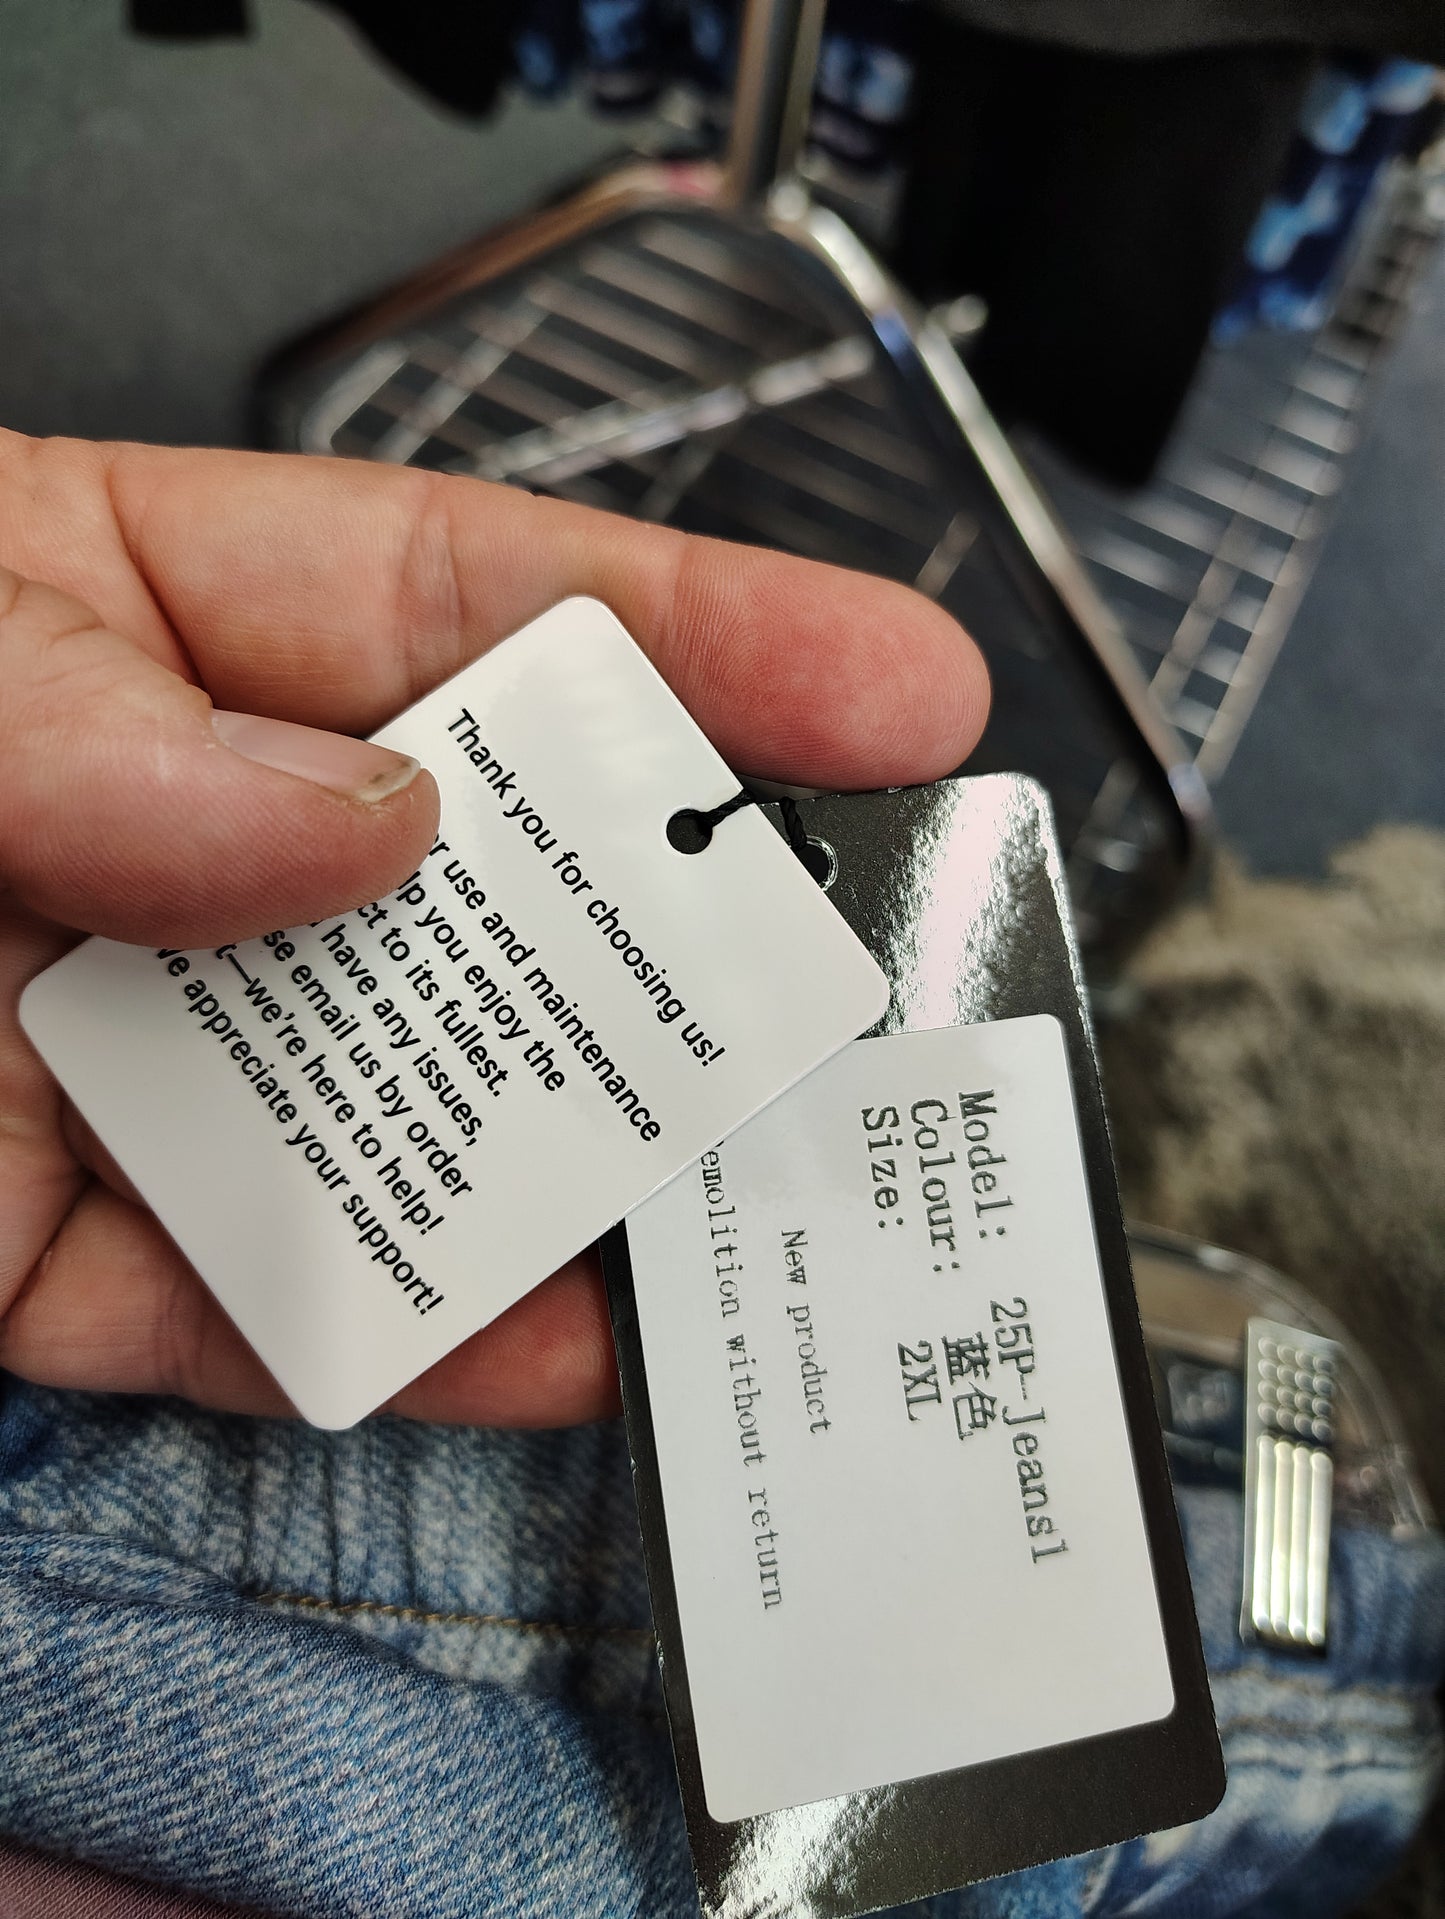 Thank you for choosing us!
use and maintenance
you enjoy the
to its fullest.
have any issues,
email us by order
—we're here to help!
appreciate your support!
Model: 25P-Jeans1
Colour: 蓝色
Size: 2XL
New product
emolition without return